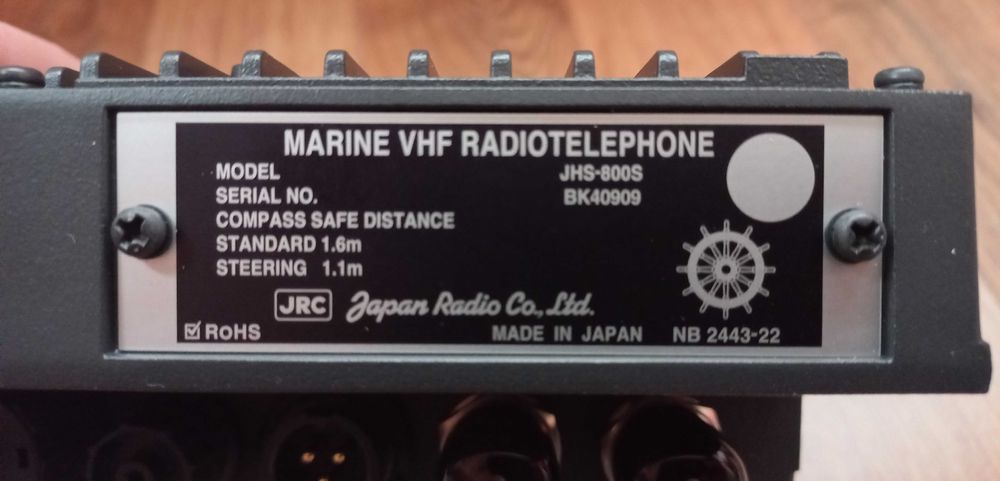 MARINE VHF RADIOTELEPHONE
MODEL JHS-800S
SERIAL NO. BK40909
COMPASS SAFE DISTANCE
STANDARD 1.6m
STEERING 1.1m
JRC Japan Radio Co., Ltd.
RoHS MADE IN JAPAN NB 2443-22